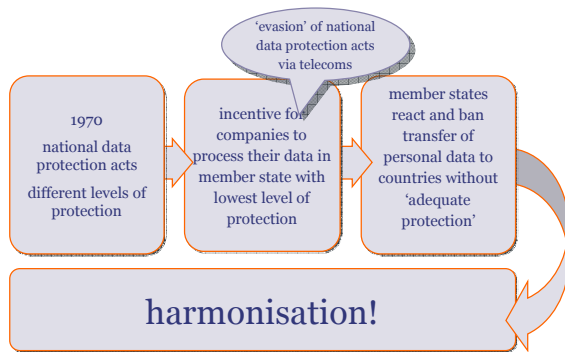 ‘evasion’ of national
data protection acts
via telecoms
1970
national data
protection acts
different levels of
protection
incentive for
companies to
process their data in
member state with
lowest level of
protection
member states
react and ban
transfer of
personal data to
countries without
‘adequate
protection’
harmonisation!